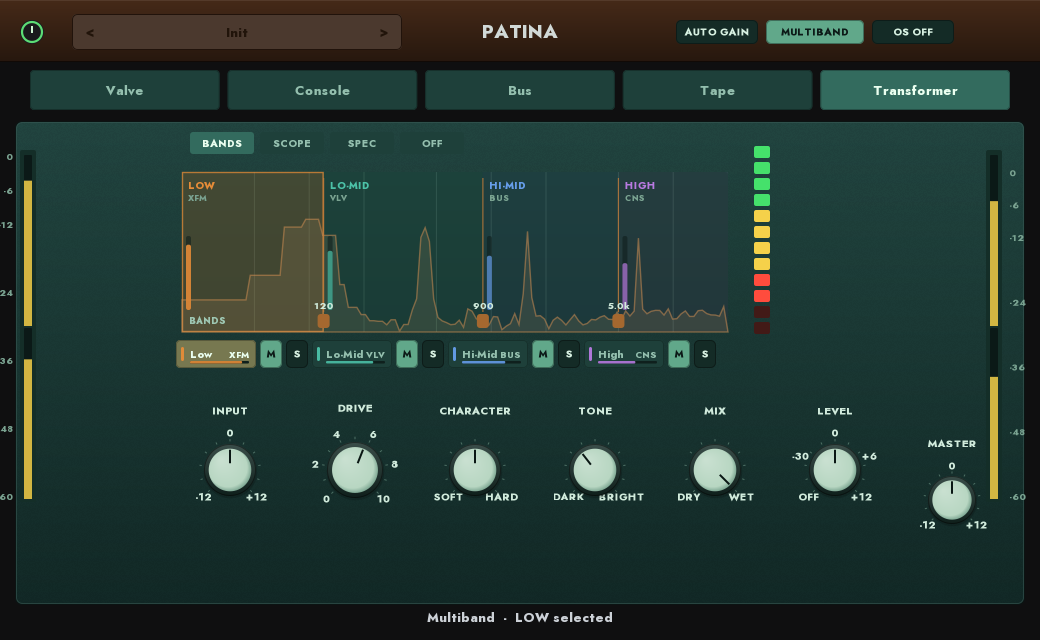 < Init > PATINA AUTO GAIN MULTIBAND OS OFF
Valve Console Bus Tape Transformer
BANDS SCOPE SPEC OFF
LOW LO-MID HI-MID HIGH
XFM VLV BUS CNS
120 900 5.0k
BANDS
Low XFM M S Lo-Mid VLV M S Hi-Mid BUS M S High CNS M S
0
-6
-12
24
36
48
60
0
-6
-12
-24
-36
-48
-60
INPUT DRIVE CHARACTER TONE MIX LEVEL
0
-12 +12
4 6
2 8
0 10
SOFT HARD
DARK BRIGHT
DRY WET
0
-30 +6
OFF +12
MASTER
0
-12 +12
Multiband - LOW selected